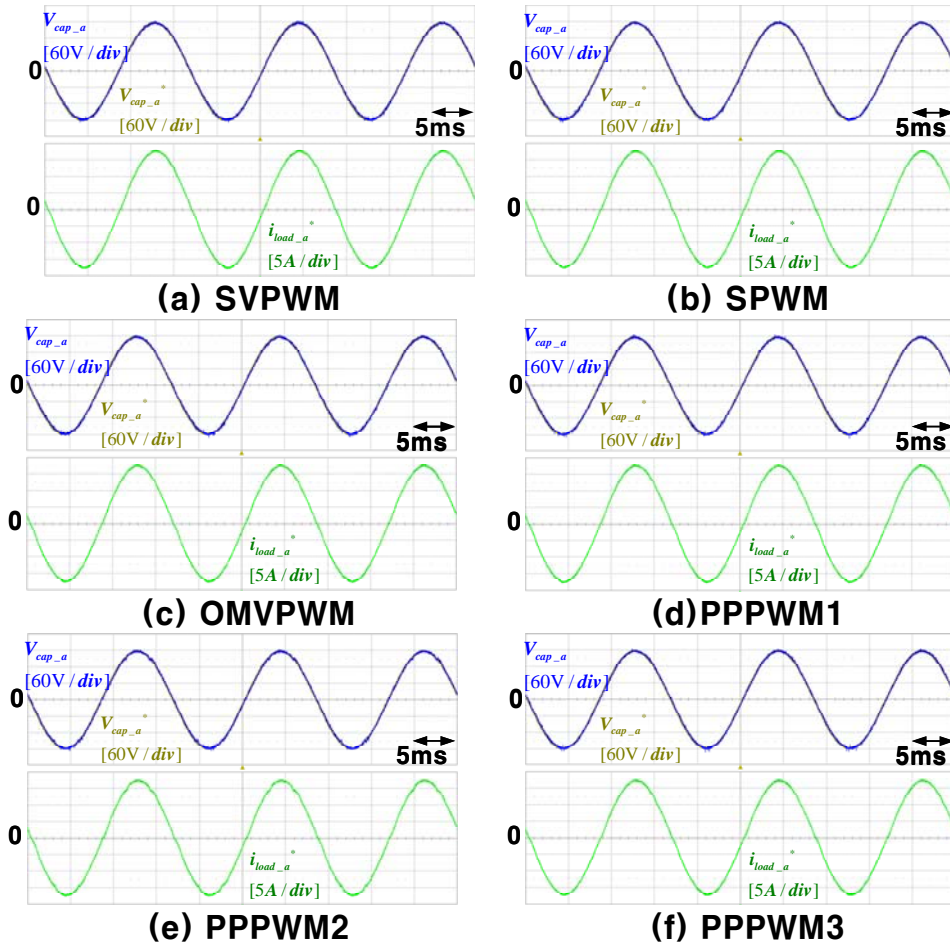 V_cap_a
[60V / div]
0
V_cap_a*
[60V / div]
5ms
0
i_load_a*
[5A / div]
(a) SVPWM
V_cap_a
[60V / div]
0
V_cap_a*
[60V / div]
5ms
0
i_load_a*
[5A / div]
(b) SPWM
V_cap_a
[60V / div]
0
V_cap_a*
[60V / div]
5ms
0
i_load_a*
[5A / div]
(c) OMVPWM
V_cap_a
[60V / div]
0
V_cap_a*
[60V / div]
5ms
0
i_load_a*
[5A / div]
(d) PPPWM1
V_cap_a
[60V / div]
0
V_cap_a*
[60V / div]
5ms
0
i_load_a*
[5A / div]
(e) PPPWM2
V_cap_a
[60V / div]
0
V_cap_a*
[60V / div]
5ms
0
i_load_a*
[5A / div]
(f) PPPWM3